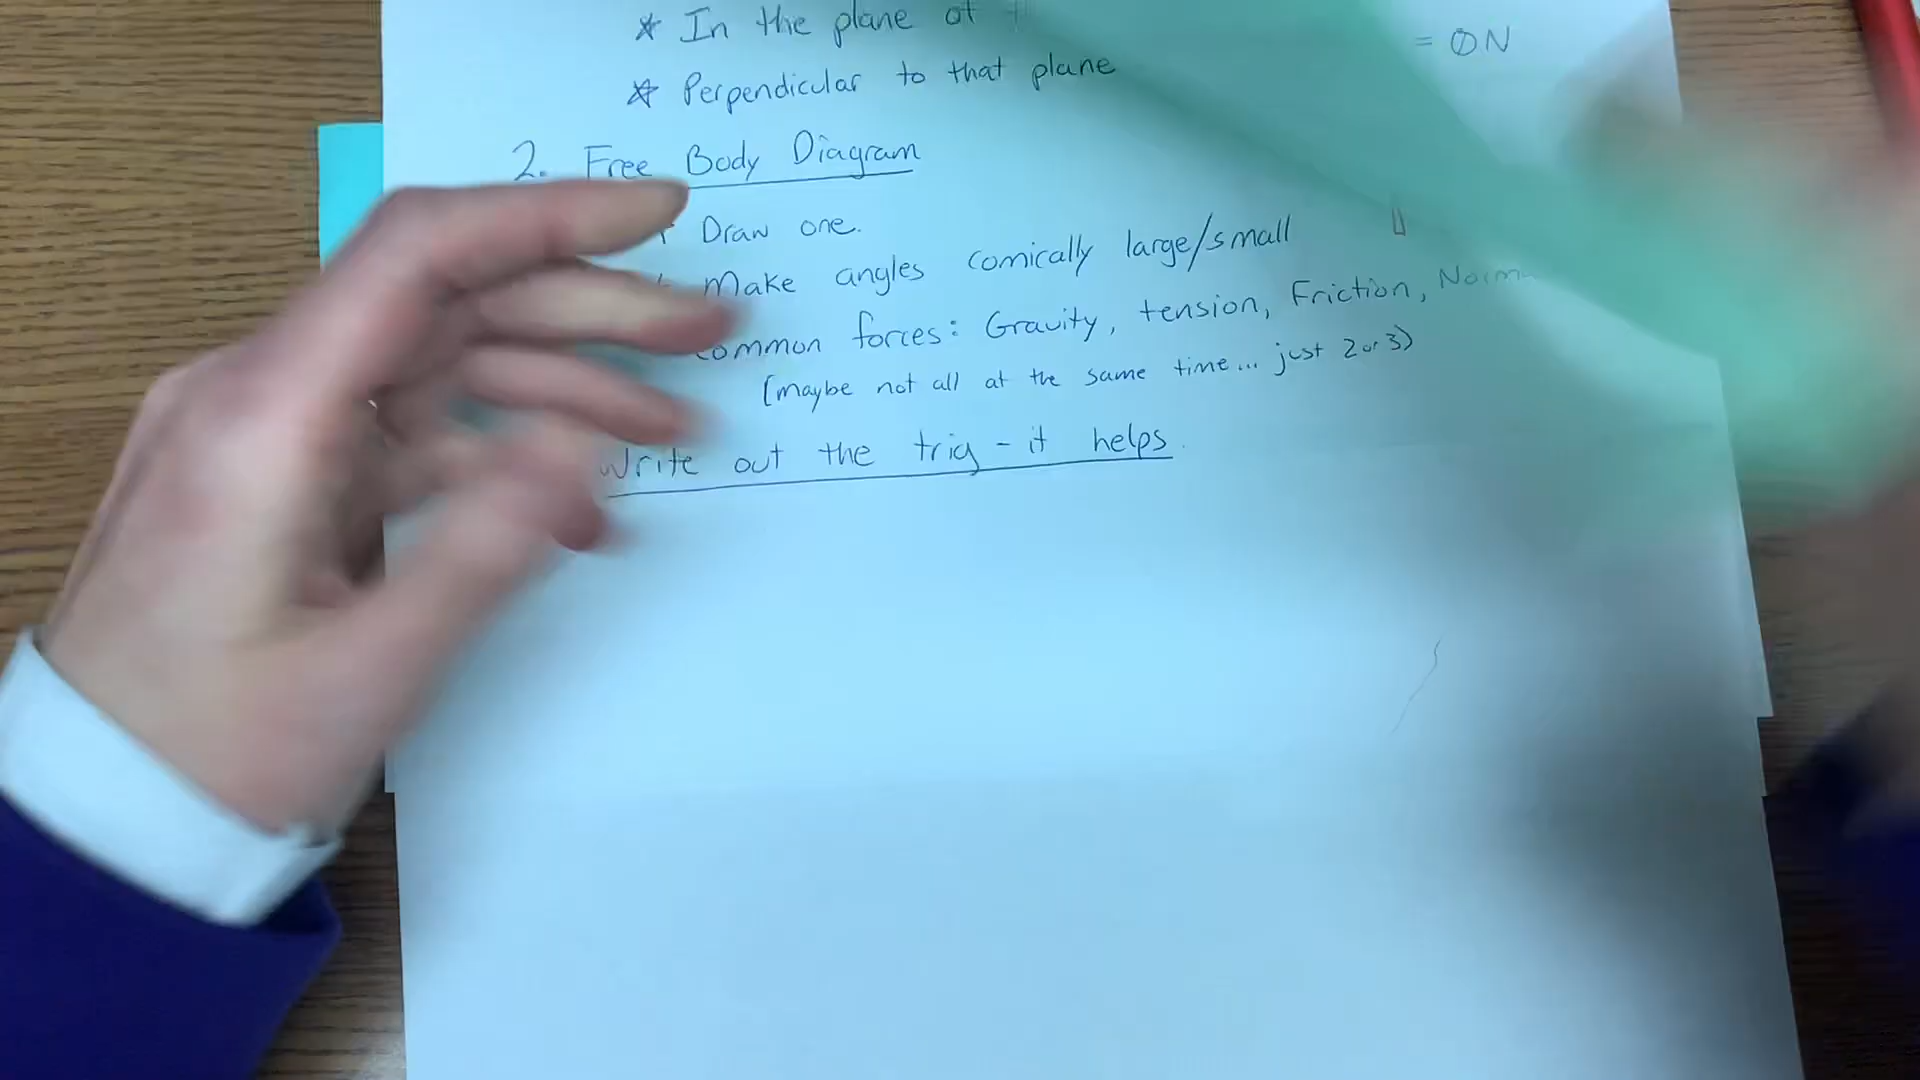 * In the plane of
= ON
* Perpendicular to that plane
2. Free Body Diagram
Draw one.
Make angles comically large/small
Common forces: Gravity, tension, Friction,
(maybe not all at the same time... just 2 or 3)
Write out the trig - it helps.